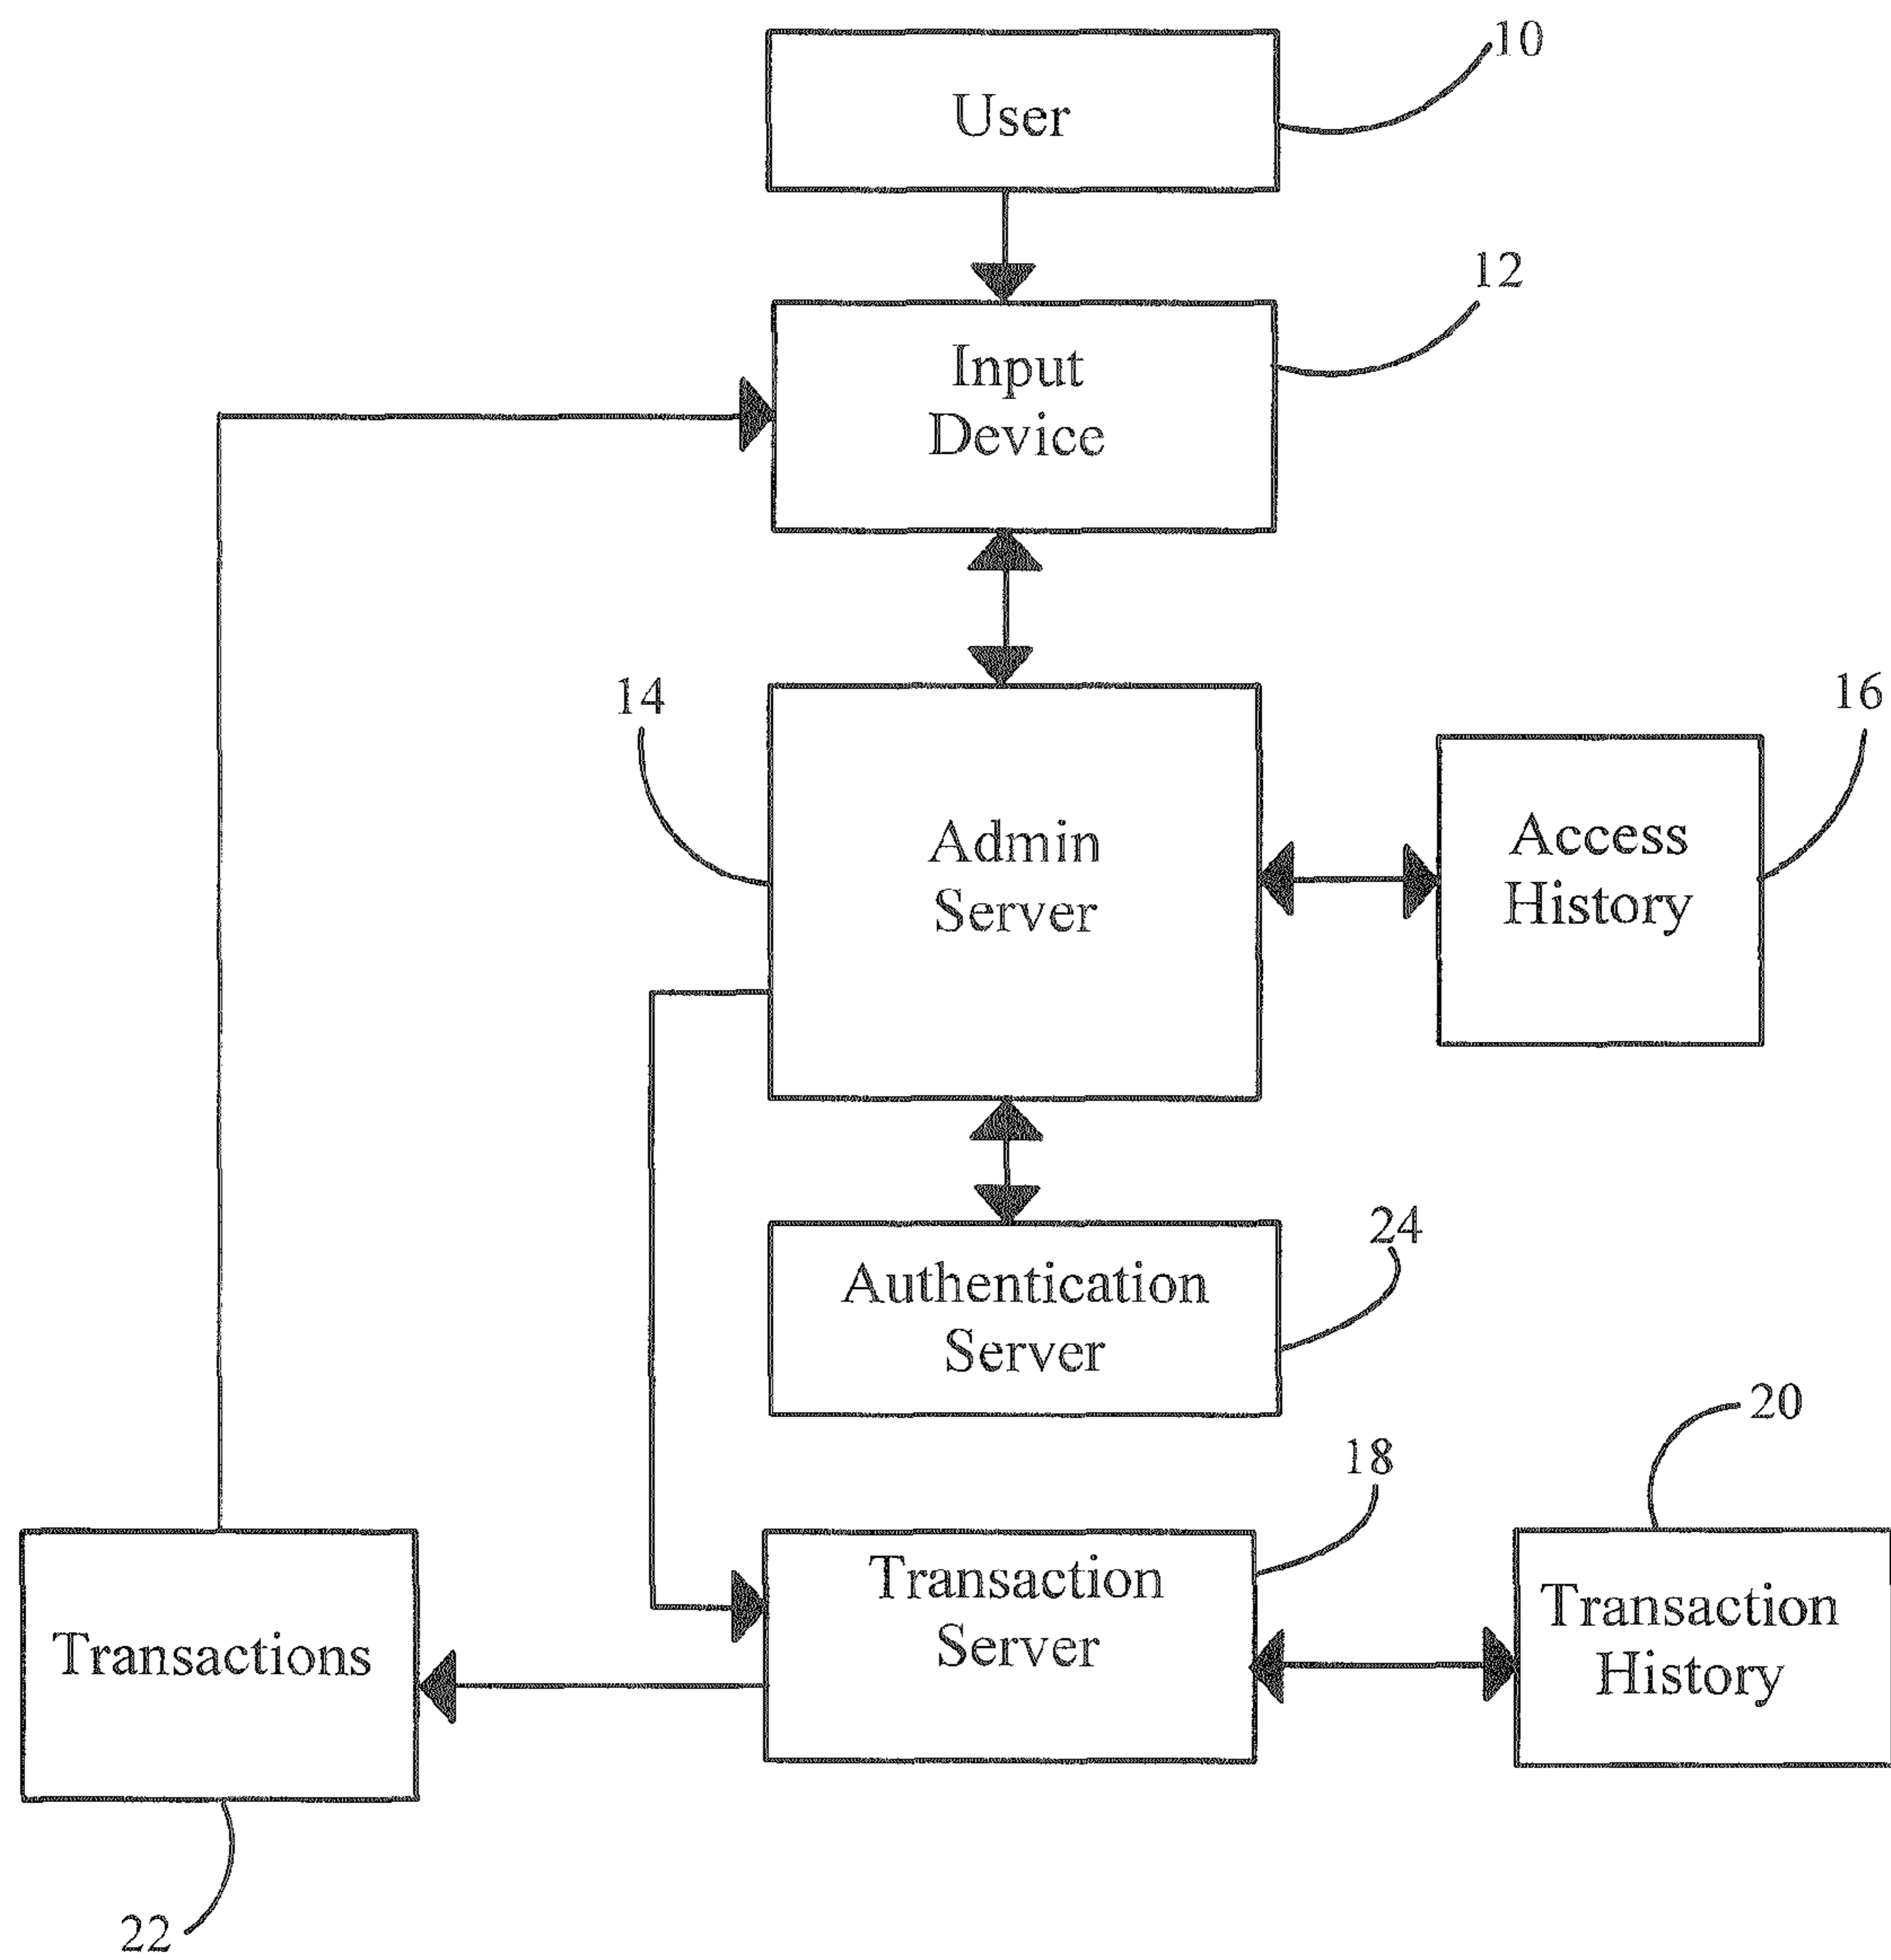 10
User
12
Input
Device
14
16
Admin
Server
Access
History
24
Authentication
Server
20
18
Transaction
Server
Transaction
History
Transactions
22